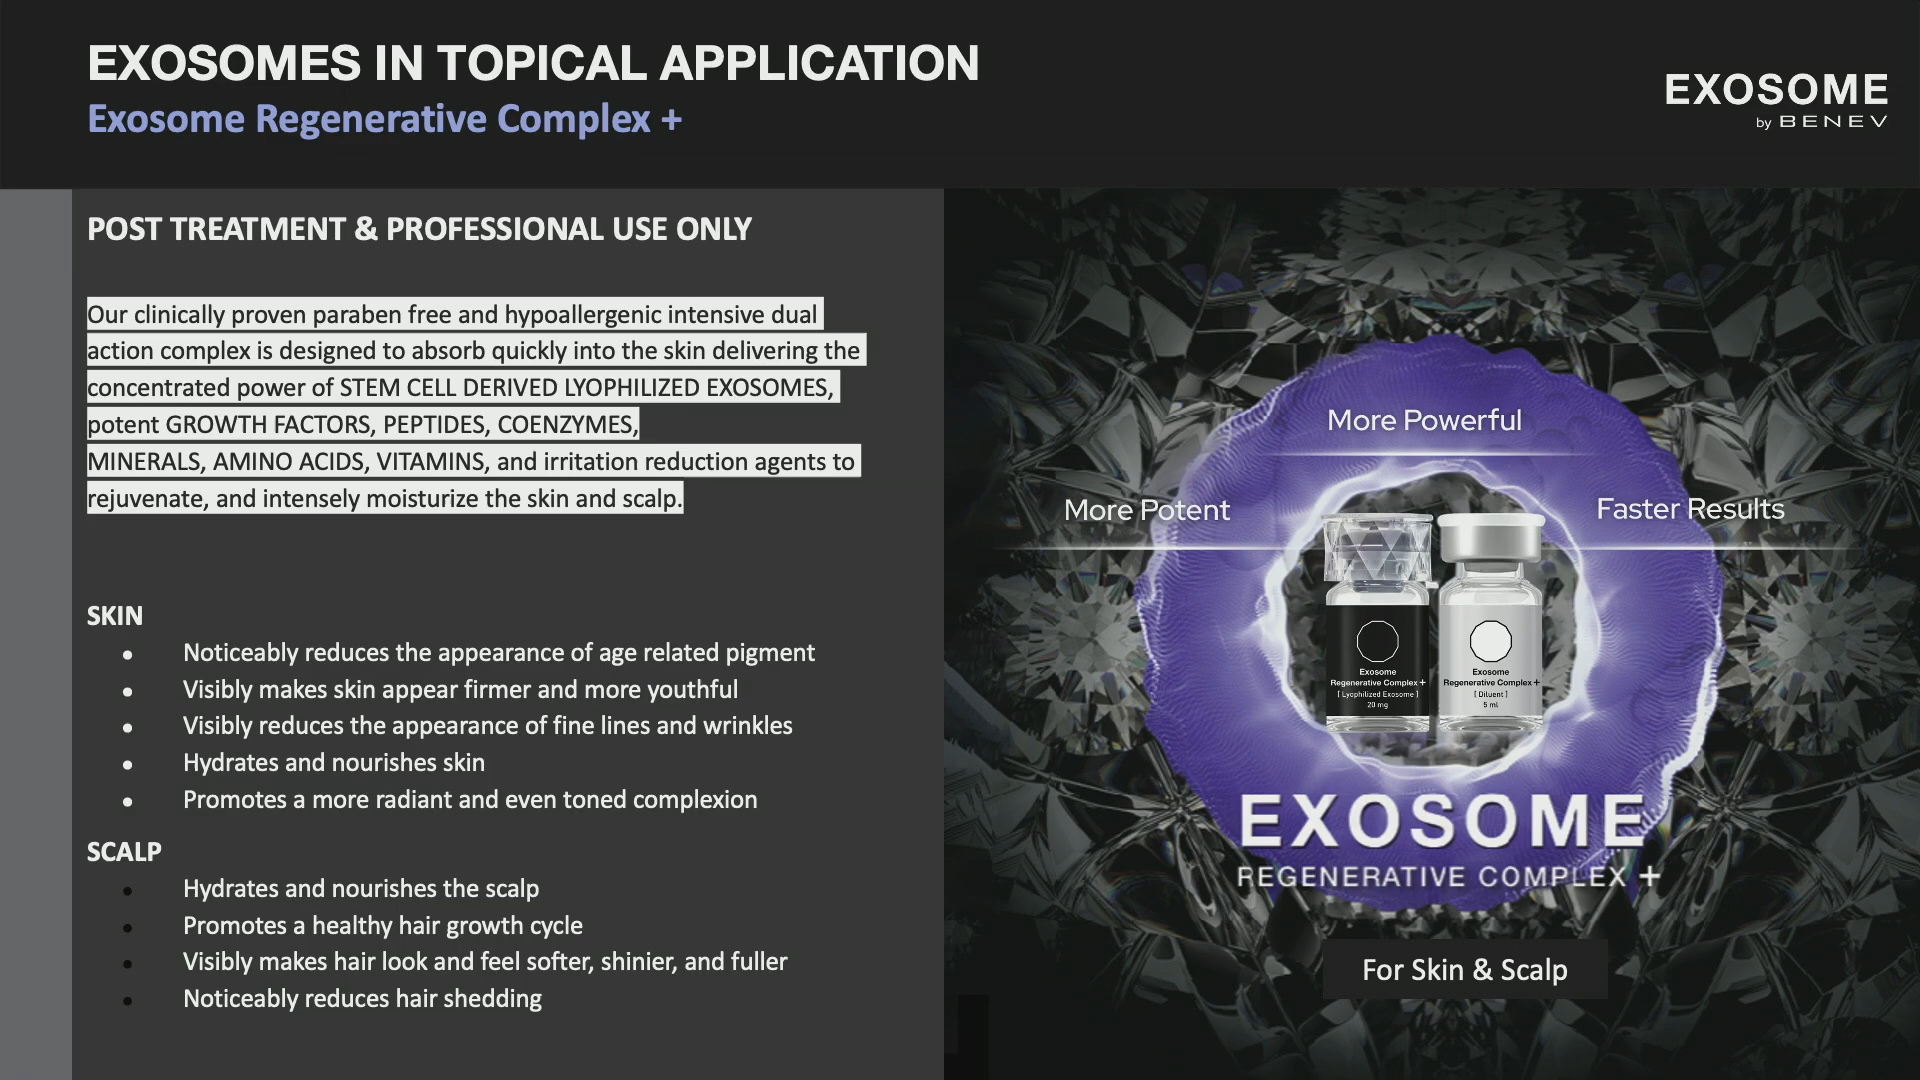 EXOSOMES IN TOPICAL APPLICATION
Exosome Regenerative Complex +
EXOSOME
by BENEV
POST TREATMENT & PROFESSIONAL USE ONLY
Our clinically proven paraben free and hypoallergenic intensive dual
action complex is designed to absorb quickly into the skin delivering the
concentrated power of STEM CELL DERIVED LYOPHILIZED EXOSOMES,
potent GROWTH FACTORS, PEPTIDES, COENZYMES,
MINERALS, AMINO ACIDS, VITAMINS, and irritation reduction agents to
rejuvenate, and intensely moisturize the skin and scalp.
SKIN
• Noticeably reduces the appearance of age related pigment
• Visibly makes skin appear firmer and more youthful
• Visibly reduces the appearance of fine lines and wrinkles
• Hydrates and nourishes skin
• Promotes a more radiant and even toned complexion
SCALP
• Hydrates and nourishes the scalp
• Promotes a healthy hair growth cycle
• Visibly makes hair look and feel softer, shinier, and fuller
• Noticeably reduces hair shedding
More Powerful
More Potent
Faster Results
Exosome
Regenerative Complex +
[ Lyophilized Exosome ]
20 mg
Exosome
Regenerative Complex +
[ Diluent ]
5 ml
EXOSOME
REGENERATIVE COMPLEX +
For Skin & Scalp